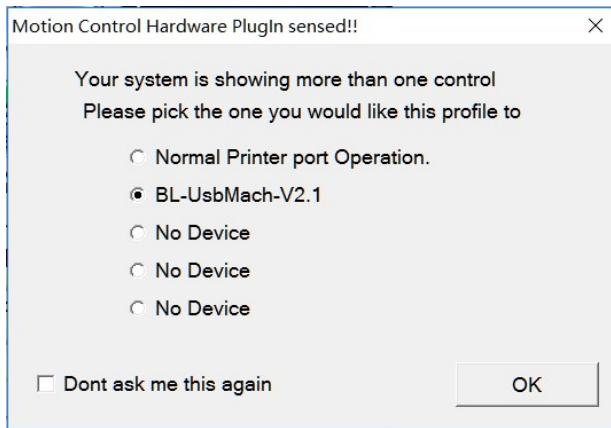 Motion Control Hardware PlugIn sensed!!
Your system is showing more than one control
Please pick the one you would like this profile to
Normal Printer port Operation.
BL-UsbMach-V2.1
No Device
No Device
No Device
Dont ask me this again
OK